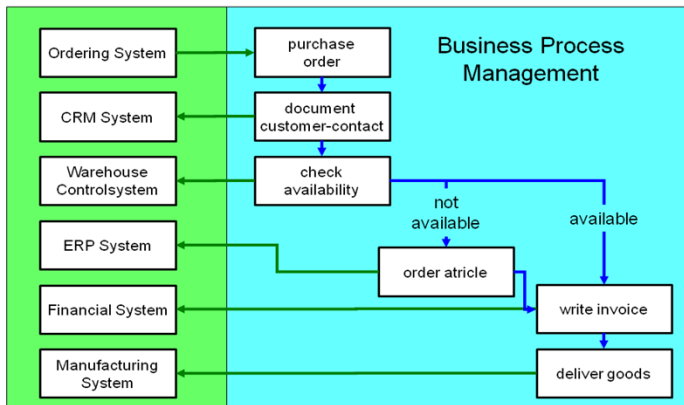 Ordering System
purchase
order
Business Process
Management
CRM System
document
customer-contact
Warehouse
Controlsystem
check
availability
not
available
available
ERP System
order atricle
Financial System
write invoice
Manufacturing
System
deliver goods